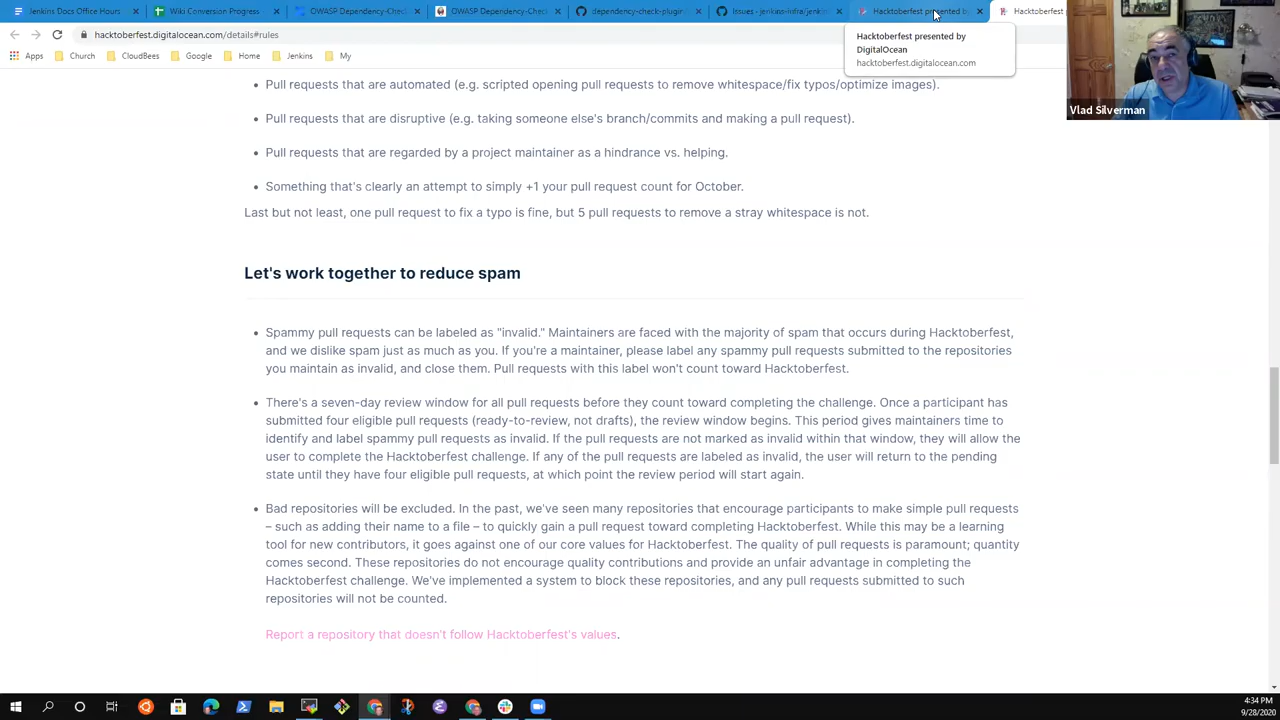 Jenkins Docs Office Hours
Wiki Conversion Progress
OWASP Dependency-Check
OWASP Dependency-Chec
dependency-check-plugin
Issues · jenkins-infra/jenkin
Hacktoberfest presented by
Hacktoberfest
hacktoberfest.digitalocean.com/details#rules
Hacktoberfest presented by
DigitalOcean
hacktoberfest.digitalocean.com
Apps
Church
CloudBees
Google
Home
Jenkins
My
Vlad Silverman
Pull requests that are automated (e.g. scripted opening pull requests to remove whitespace/fix typos/optimize images).
Pull requests that are disruptive (e.g. taking someone else's branch/commits and making a pull request).
Pull requests that are regarded by a project maintainer as a hindrance vs. helping.
Something that's clearly an attempt to simply +1 your pull request count for October.
Last but not least, one pull request to fix a typo is fine, but 5 pull requests to remove a stray whitespace is not.
Let's work together to reduce spam
Spammy pull requests can be labeled as "invalid." Maintainers are faced with the majority of spam that occurs during Hacktoberfest,
and we dislike spam just as much as you. If you're a maintainer, please label any spammy pull requests submitted to the repositories
you maintain as invalid, and close them. Pull requests with this label won't count toward Hacktoberfest.
There's a seven-day review window for all pull requests before they count toward completing the challenge. Once a participant has
submitted four eligible pull requests (ready-to-review, not drafts), the review window begins. This period gives maintainers time to
identify and label spammy pull requests as invalid. If the pull requests are not marked as invalid within that window, they will allow the
user to complete the Hacktoberfest challenge. If any of the pull requests are labeled as invalid, the user will return to the pending
state until they have four eligible pull requests, at which point the review period will start again.
Bad repositories will be excluded. In the past, we've seen many repositories that encourage participants to make simple pull requests
– such as adding their name to a file – to quickly gain a pull request toward completing Hacktoberfest. While this may be a learning
tool for new contributors, it goes against one of our core values for Hacktoberfest. The quality of pull requests is paramount; quantity
comes second. These repositories do not encourage quality contributions and provide an unfair advantage in completing the
Hacktoberfest challenge. We've implemented a system to block these repositories, and any pull requests submitted to such
repositories will not be counted.
Report a repository that doesn't follow Hacktoberfest's values.
4:34 PM
9/28/2020